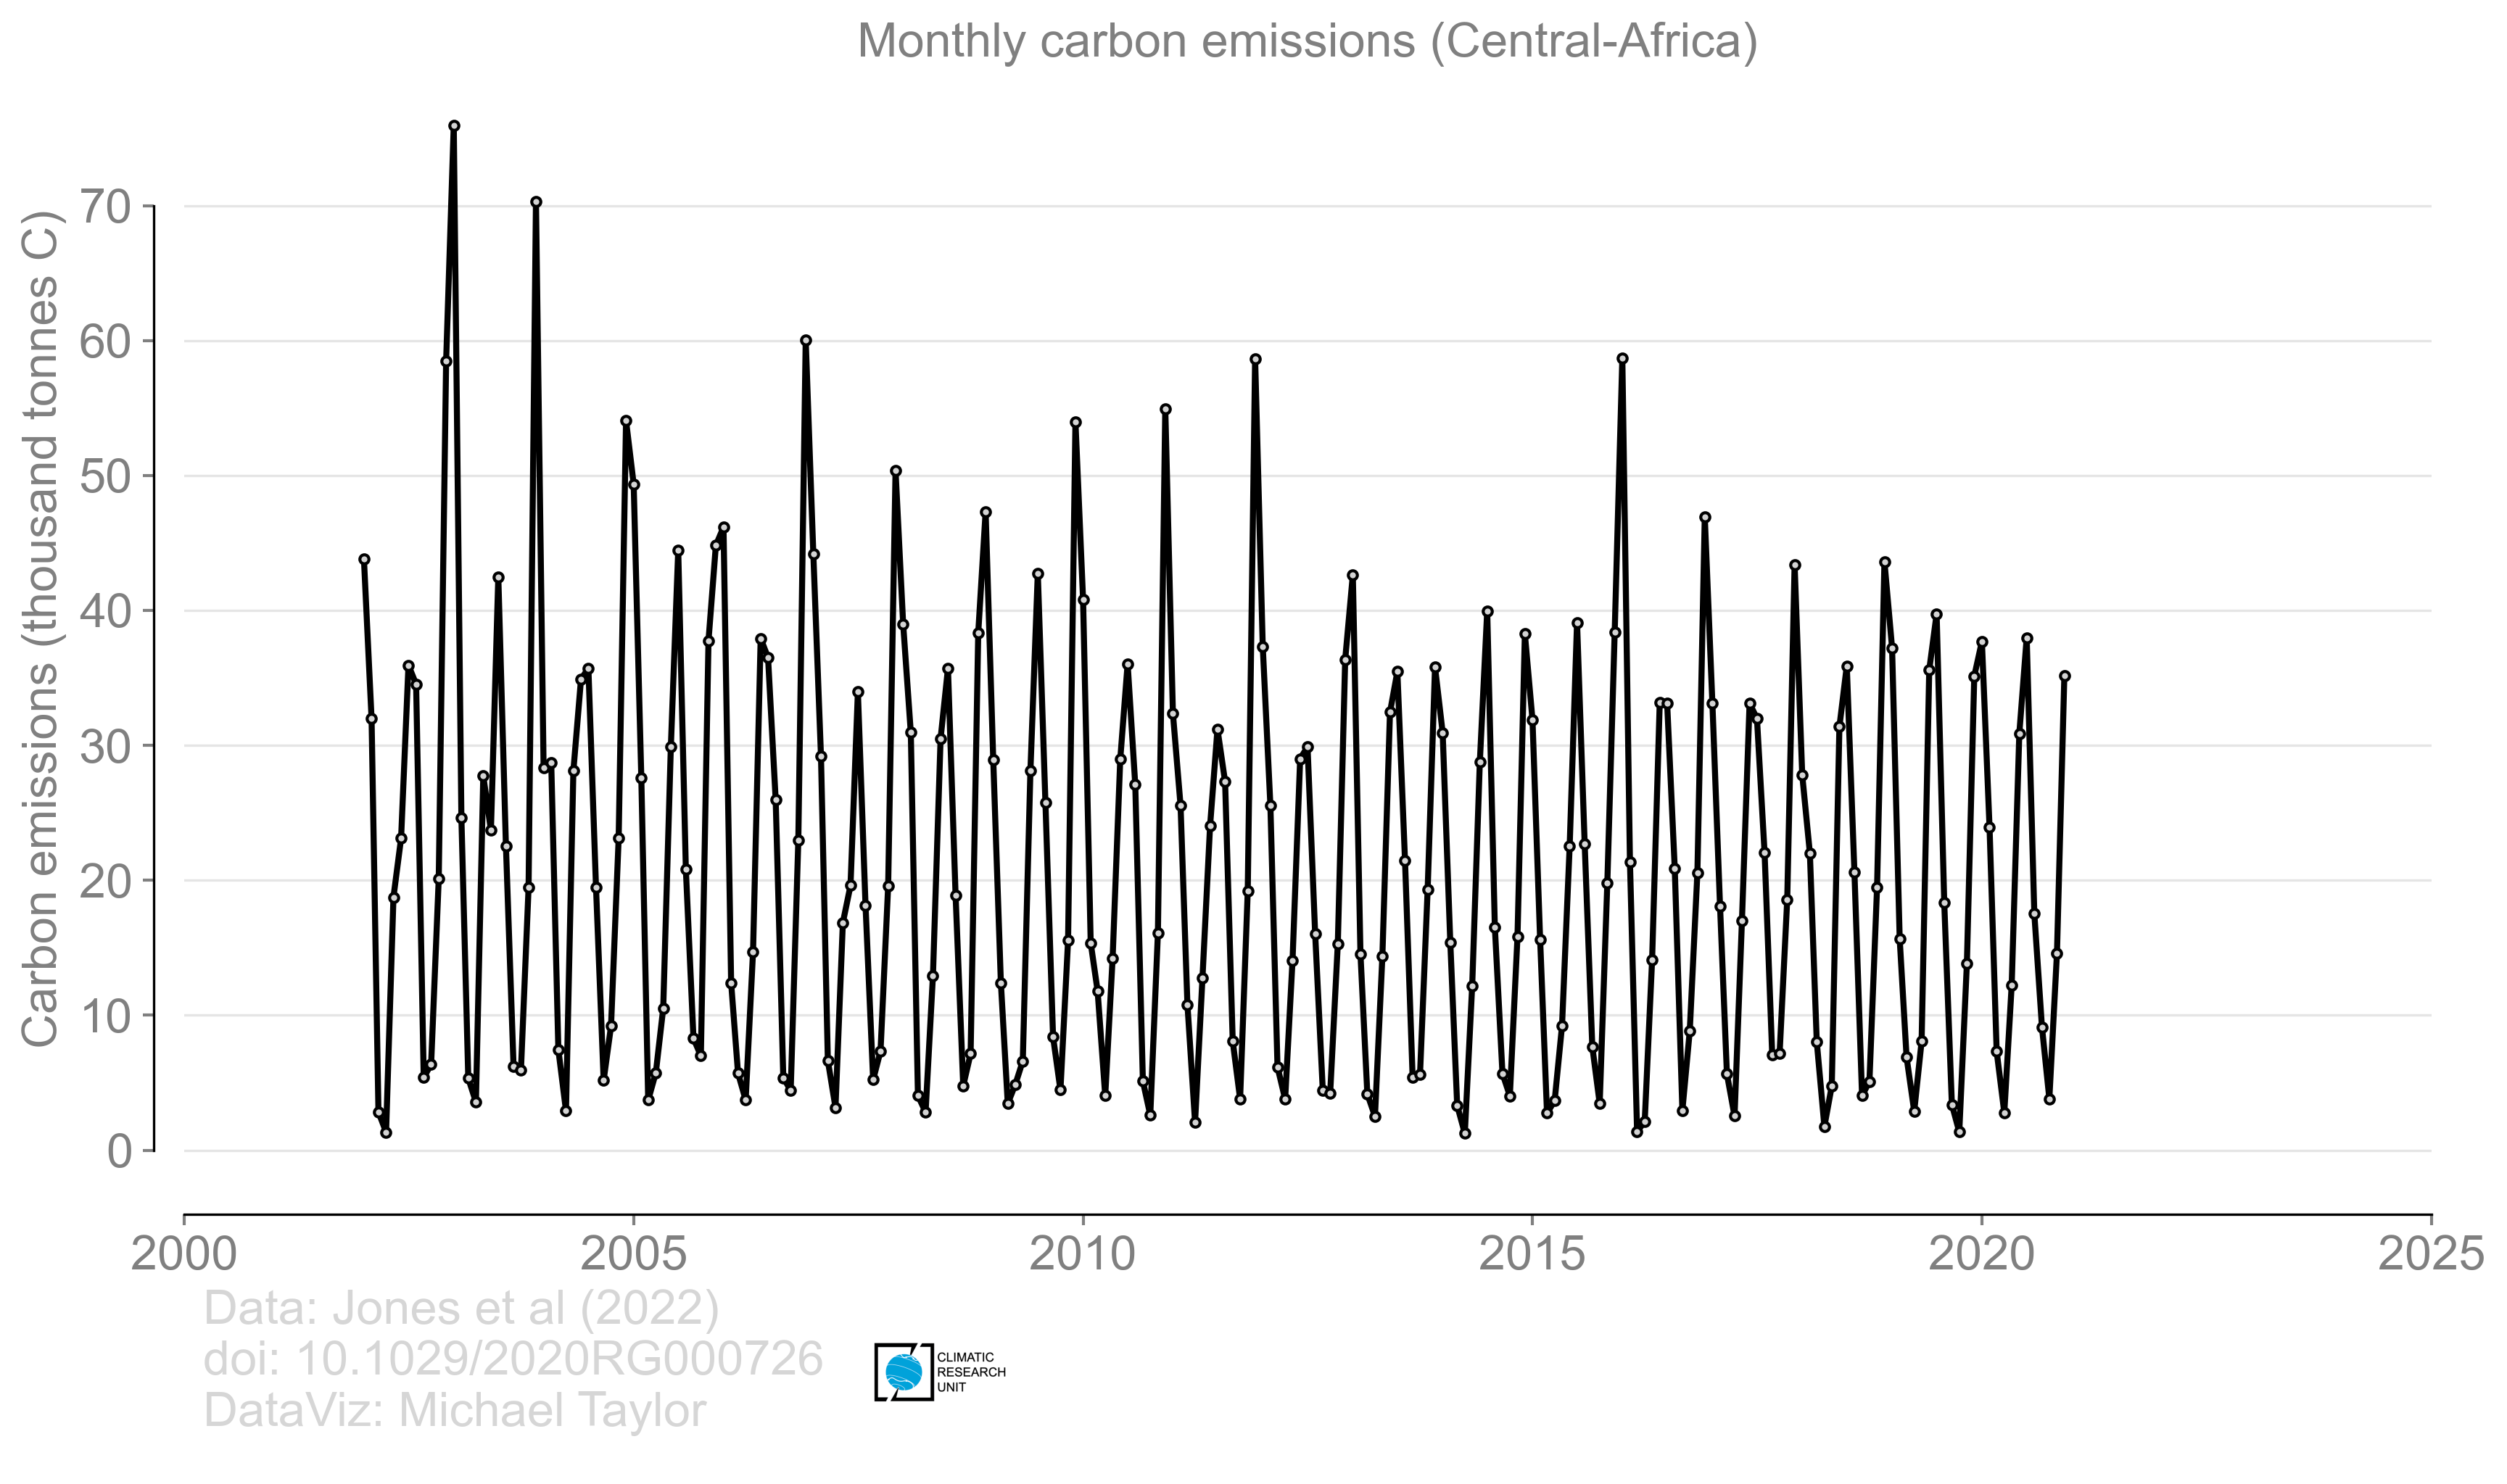 Monthly carbon emissions (Central-Africa)
Carbon emissions (thousand tonnes C)
70
60
50
40
30
20
10
0
2000 2005 2010 2015 2020 2025
Data: Jones et al (2022)
doi: 10.1029/2020RG000726
DataViz: Michael Taylor
CLIMATIC
RESEARCH
UNIT